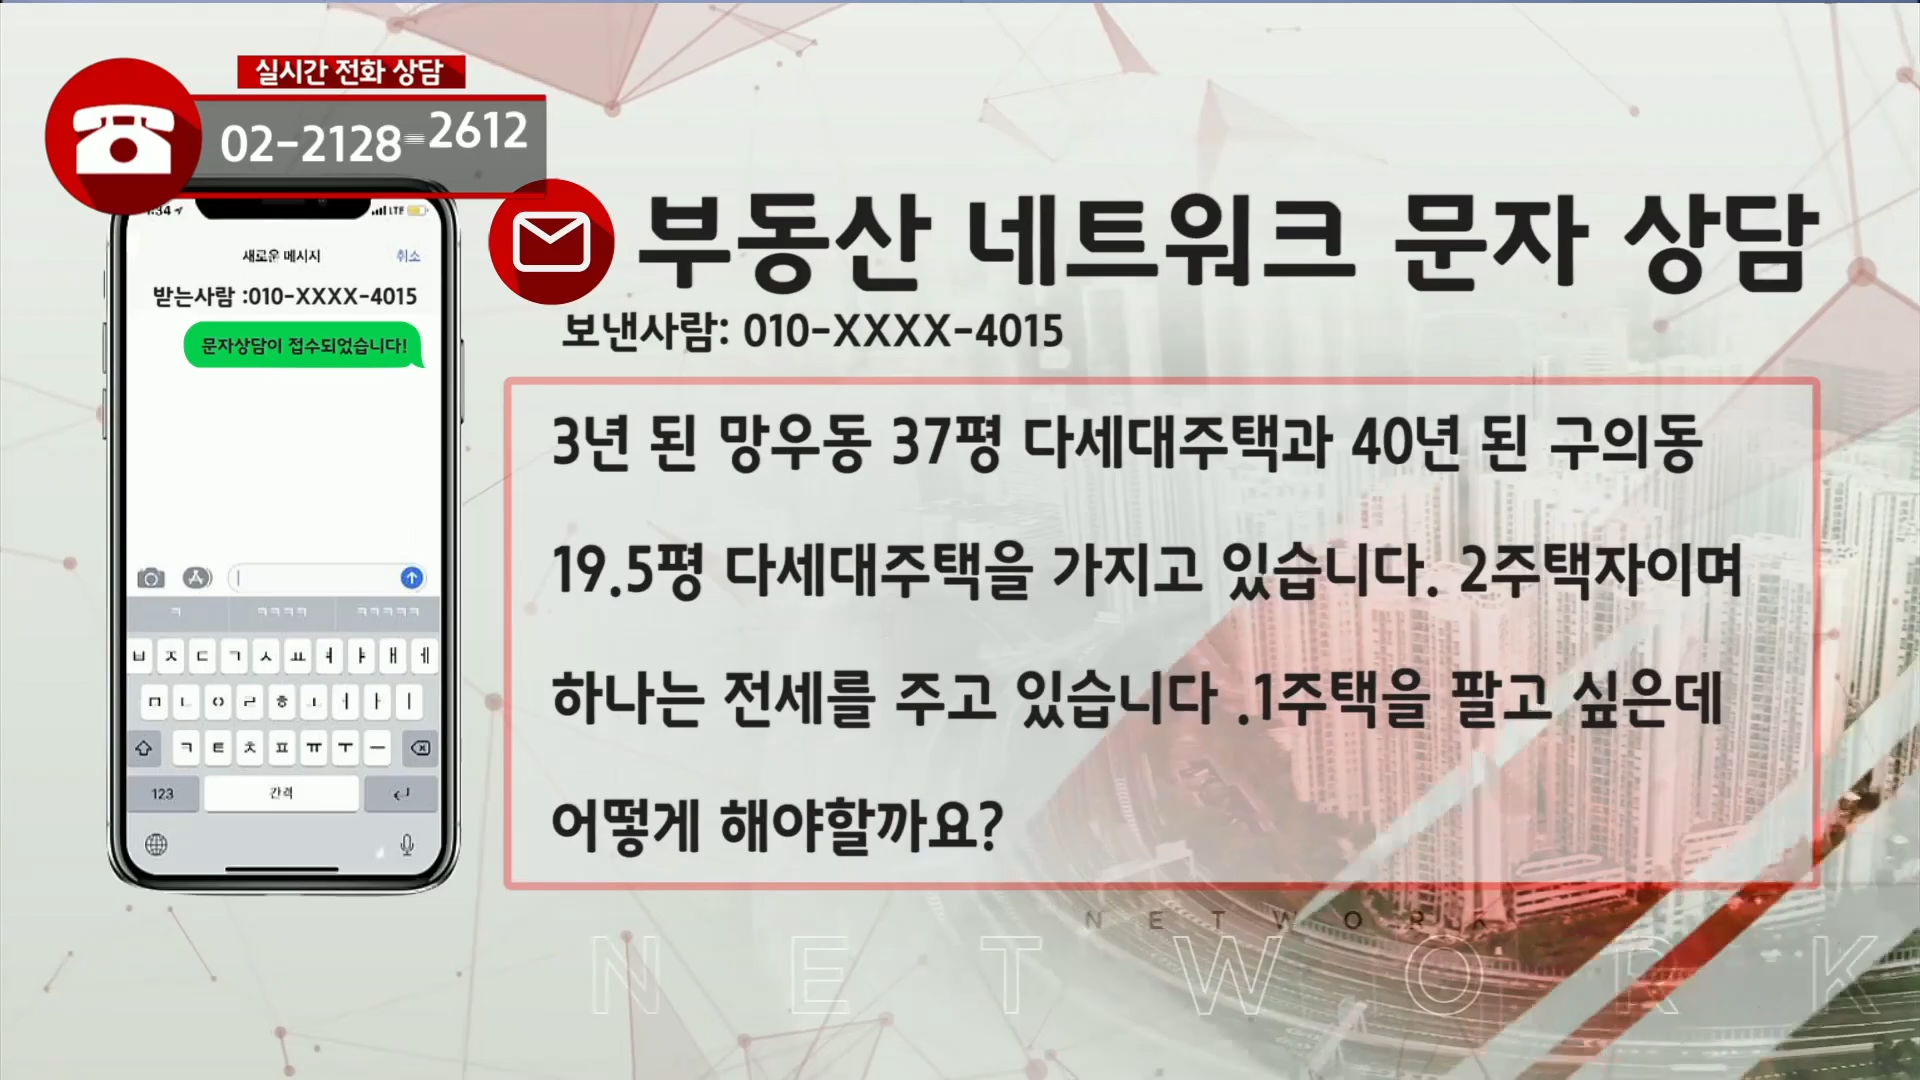 실시간 전화 상담
02-2128-2612
부동산 네트워크 문자 상담
보낸사람: 010-XXXX-4015
3년 된 망우동 37평 다세대주택과 40년 된 구의동
19.5평 다세대주택을 가지고 있습니다. 2주택자이며
하나는 전세를 주고 있습니다 .1주택을 팔고 싶은데
어떻게 해야할까요?
LTE
새로운 메시지 취소
받는사람 :010-XXXX-4015
문자상담이 접수되었습니다!
ㅋ ㅋㅋㅋㅋ ㅋㅋㅋㅋㅋ
ㅂ ㅈ ㄷ ㄱ ㅅ ㅛ ㅕ ㅑ ㅐ ㅔ
ㅁ ㄴ ㅇ ㄹ ㅎ ㅗ ㅓ ㅏ ㅣ
ㅋ ㅌ ㅊ ㅍ ㅠ ㅜ ㅡ
123 간격
NETWORK
NETWORK